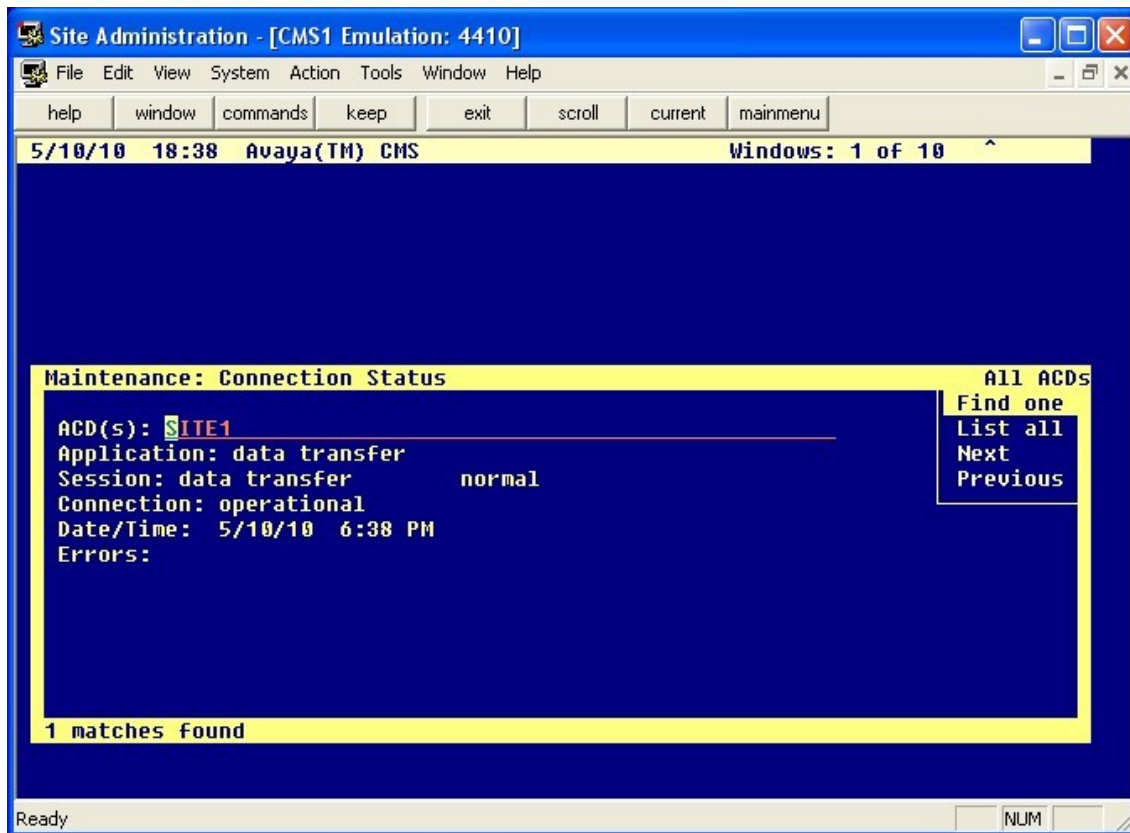 Site Administration - [CMS1 Emulation: 4410]
File Edit View System Action Tools Window Help
help window commands keep exit scroll current mainmenu
5/10/10 18:38 Avaya(TM) CMS Windows: 1 of 10 ^
Maintenance: Connection Status All ACDs
Find one
ACD(s): SITE1 List all
Application: data transfer Next
Session: data transfer normal Previous
Connection: operational
Date/Time: 5/10/10 6:38 PM
Errors:
1 matches found
Ready NUM